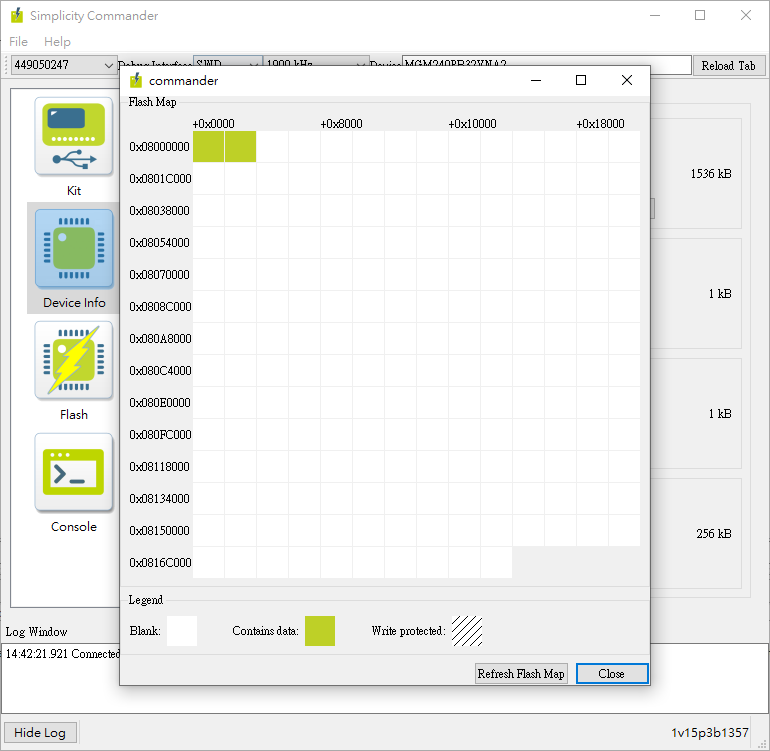 Simplicity Commander
File Help
449050247 Debug Interface SWD 1000 kHz Device MGM240PB32VNA2 Reload Tab
commander
Flash Map
+0x0000 +0x8000 +0x10000 +0x18000
0x08000000
0x0801C000
0x08038000
0x08054000
0x08070000
0x0808C000
0x080A8000
0x080C4000
0x080E0000
0x080FC000
0x08118000
0x08134000
0x08150000
0x0816C000
Legend
Blank: Contains data: Write protected:
Refresh Flash Map Close
Kit
Device Info
Flash
Console
1536 kB
1 kB
1 kB
256 kB
Log Window
14:42:21.921 Connected
Hide Log 1v15p3b1357